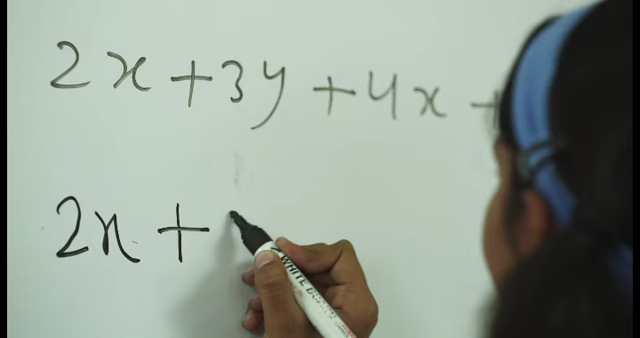 2x + 3y + 4x +
2x +
WHITE